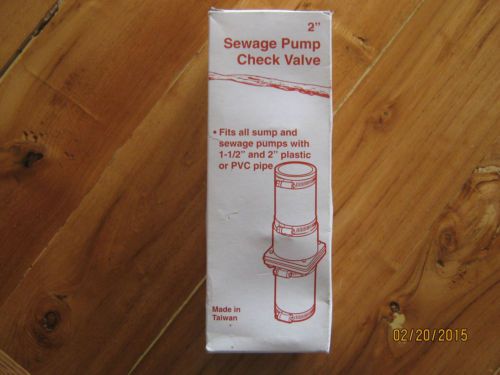 2"
Sewage Pump
Check Valve
• Fits all sump and
sewage pumps with
1-1/2" and 2" plastic
or PVC pipe
Made in
Taiwan
02/20/2015